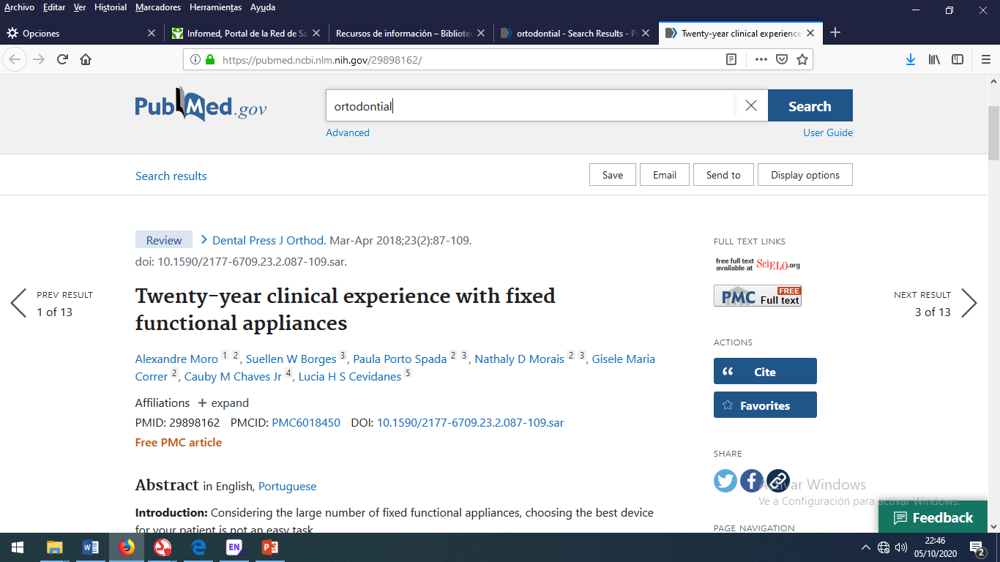 Archivo Editar Ver Historial Marcadores Herramientas Ayuda
Opciones
Infomed, Portal de la Red de Sa
Recursos de información – Bibliote
ortodontial - Search Results - P
Twenty-year clinical experience
https://pubmed.ncbi.nlm.nih.gov/29898162/
PubMed.gov
ortodontial
Search
Advanced
User Guide
Search results
Save
Email
Send to
Display options
Review
Dental Press J Orthod. Mar-Apr 2018;23(2):87-109.
doi: 10.1590/2177-6709.23.2.087-109.sar.
Twenty-year clinical experience with fixed
functional appliances
Alexandre Moro 1 2, Suellen W Borges 3, Paula Porto Spada 2 3, Nathaly D Morais 2 3, Gisele Maria
Correr 2, Cauby M Chaves Jr 4, Lucia H S Cevidanes 5
Affiliations + expand
PMID: 29898162 PMCID: PMC6018450 DOI: 10.1590/2177-6709.23.2.087-109.sar
Free PMC article
Abstract in English, Portuguese
Introduction: Considering the large number of fixed functional appliances, choosing the best device
for your patient is not an easy task.
PREV RESULT
1 of 13
NEXT RESULT
3 of 13
FULL TEXT LINKS
free full text
available at SciELO.org
PMC FREE
Full text
ACTIONS
Cite
Favorites
SHARE
Activar Windows
Ve a Configuración para activar Windows.
Feedback
PAGE NAVIGATION
EN
22:46
05/10/2020
2